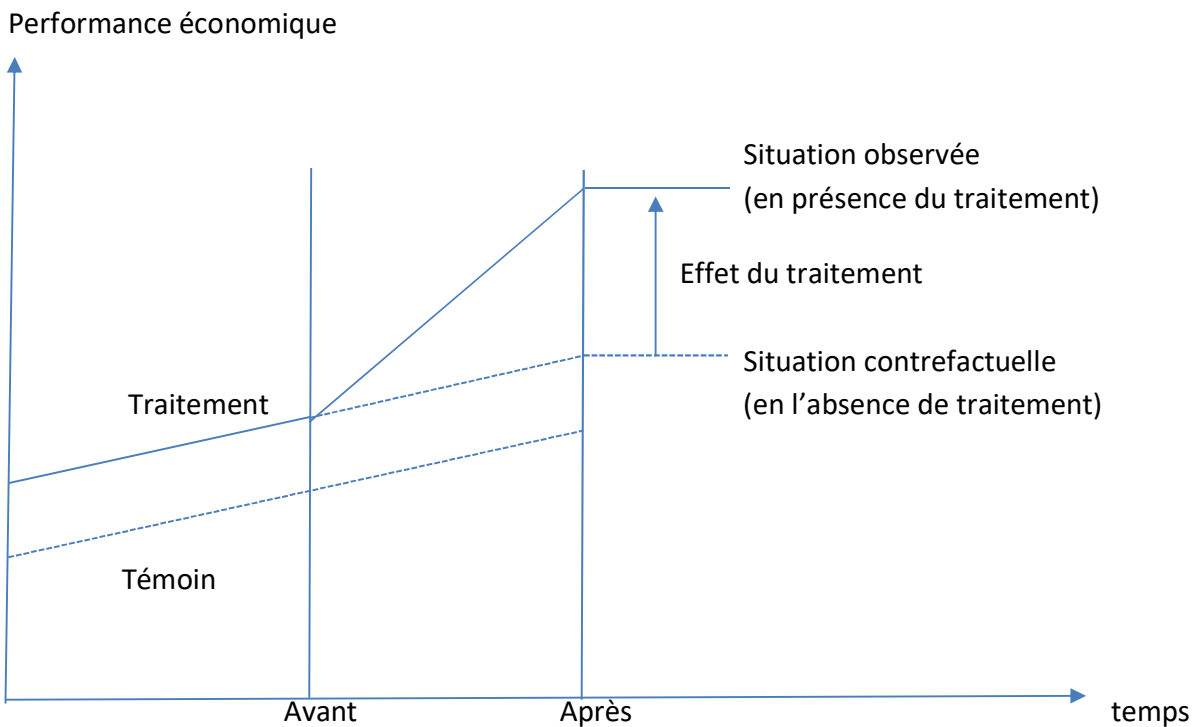 Performance économique
Situation observée
(en présence du traitement)
Effet du traitement
Situation contrefactuelle
(en l’absence de traitement)
Traitement
Témoin
Avant
Après
temps